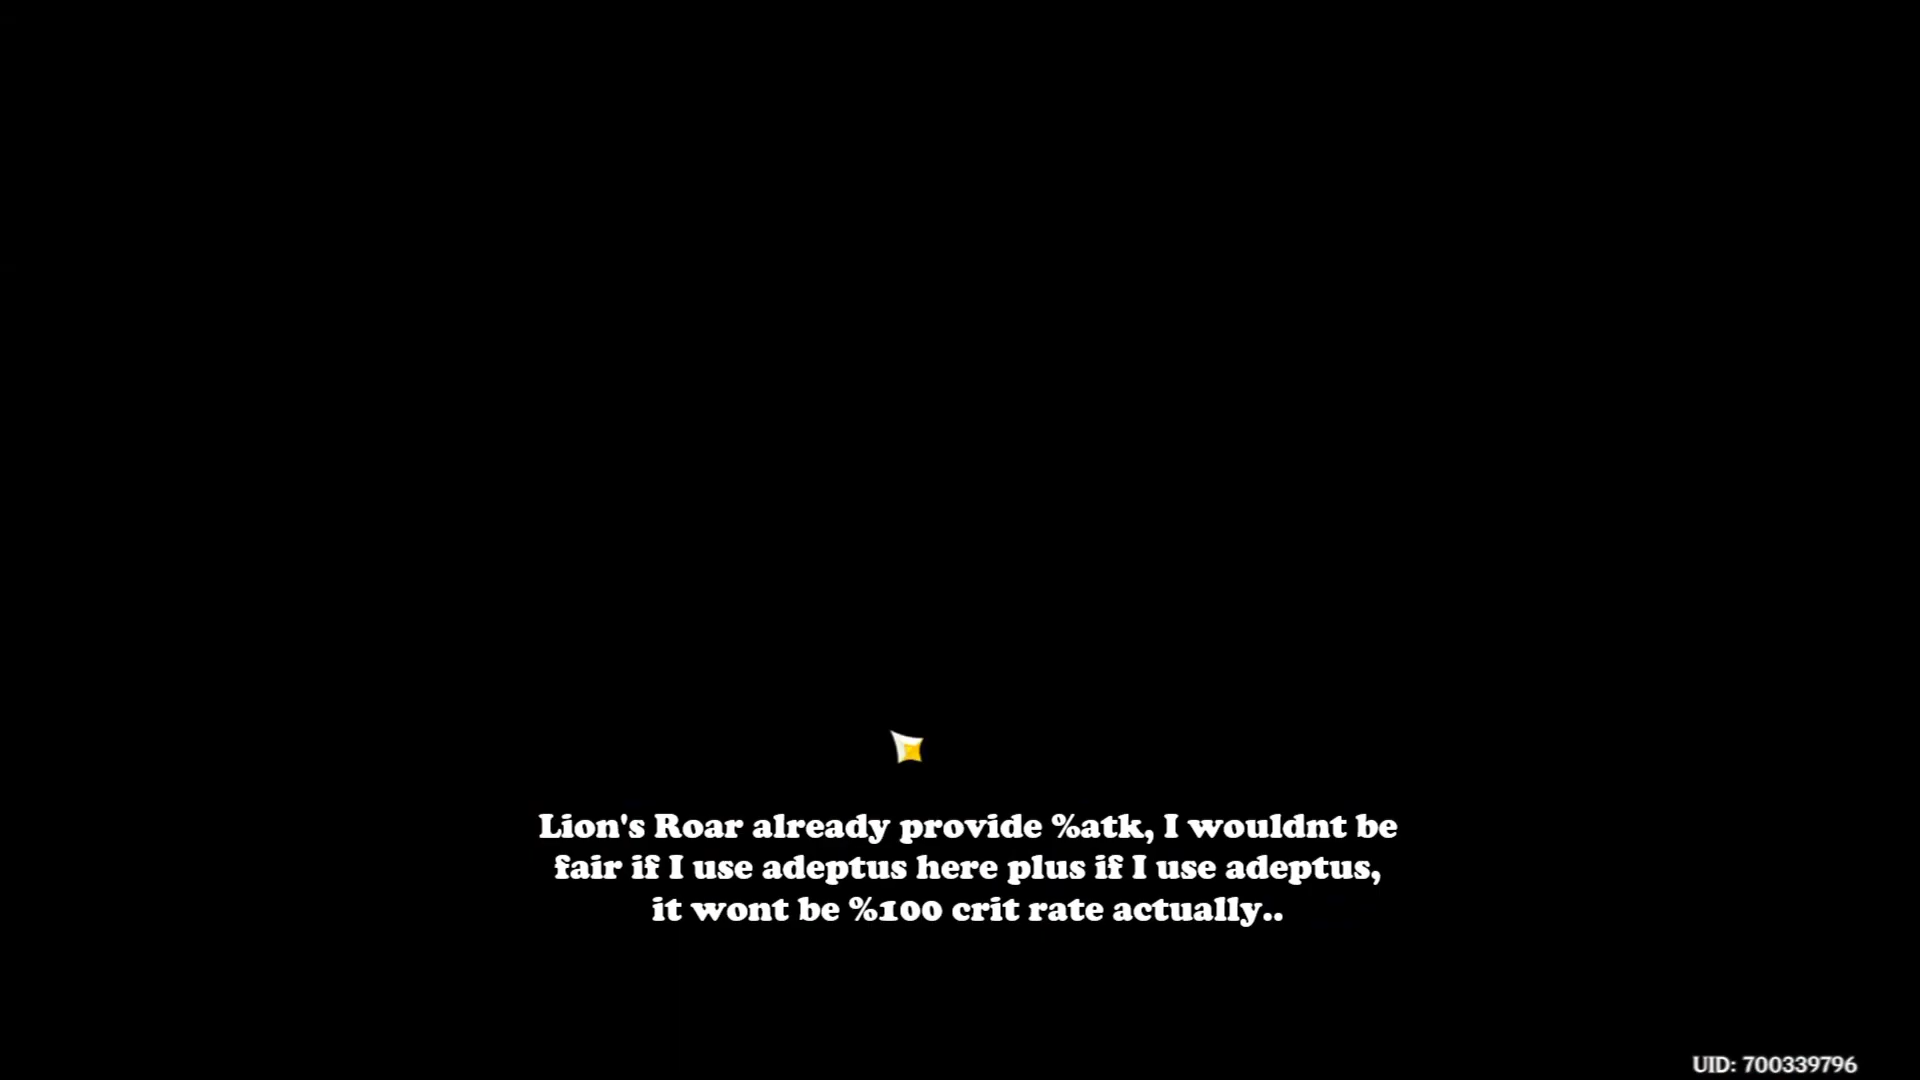 Lion's Roar already provide %atk, I wouldnt be
fair if I use adeptus here plus if I use adeptus,
it wont be %100 crit rate actually..
UID: 700339796